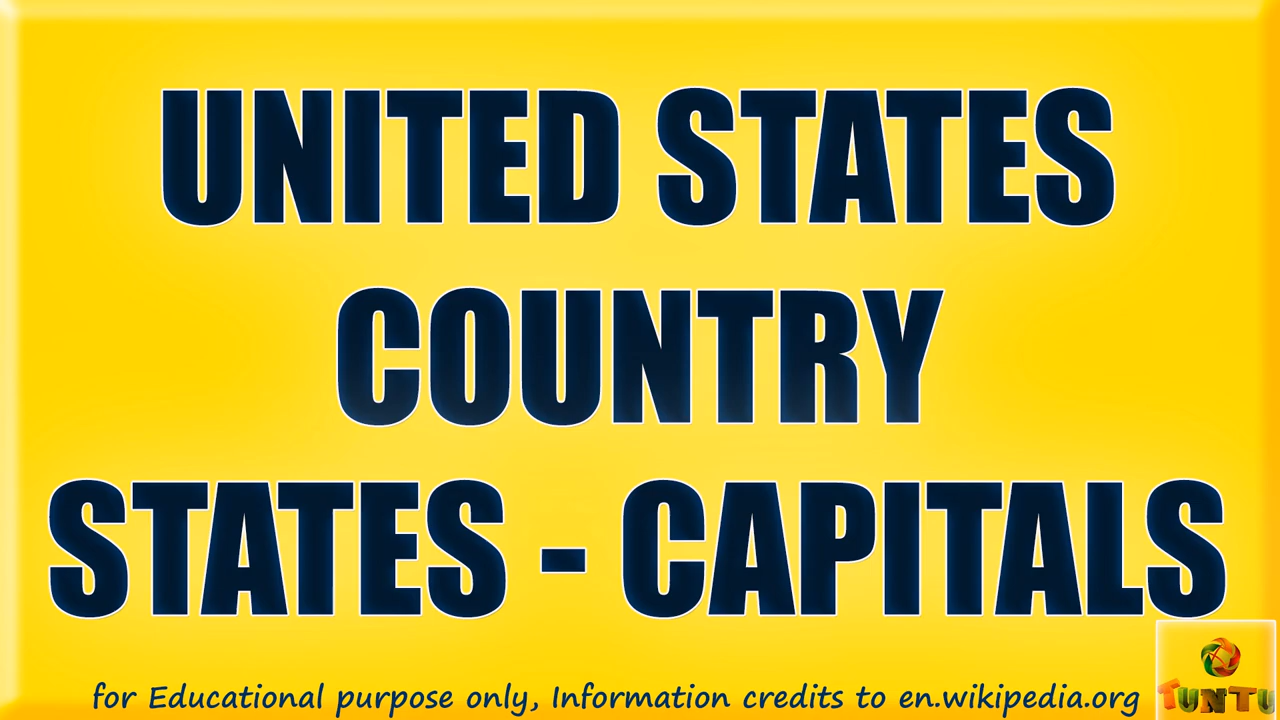 UNITED STATES
COUNTRY
STATES - CAPITALS
for Educational purpose only, Information credits to en.wikipedia.org
TUNTU